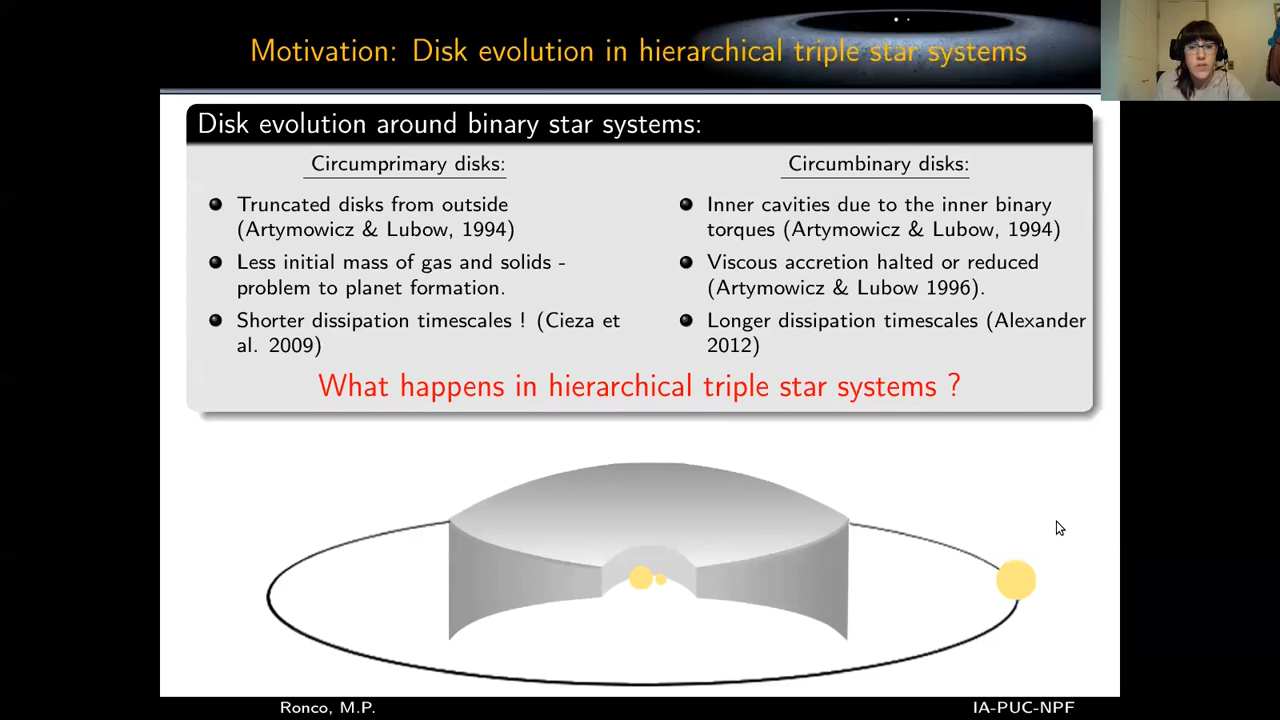 Motivation: Disk evolution in hierarchical triple star systems
Disk evolution around binary star systems:
Circumprimary disks:
Truncated disks from outside
(Artymowicz & Lubow, 1994)
Less initial mass of gas and solids -
problem to planet formation.
Shorter dissipation timescales ! (Cieza et
al. 2009)
Circumbinary disks:
Inner cavities due to the inner binary
torques (Artymowicz & Lubow, 1994)
Viscous accretion halted or reduced
(Artymowicz & Lubow 1996).
Longer dissipation timescales (Alexander
2012)
What happens in hierarchical triple star systems ?
Ronco, M.P.
IA-PUC-NPF